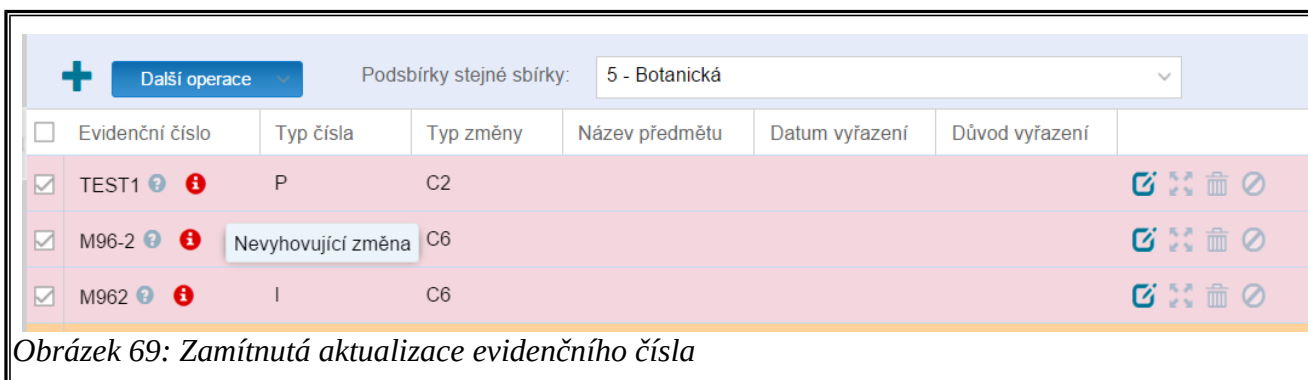 Další operace Podsbírky stejné sbírky: 5 - Botanická
Evidenční číslo Typ čísla Typ změny Název předmětu Datum vyřazení Důvod vyřazení
TEST1 P C2
M96-2 Nevyhovující změna C6
M962 I C6
Obrázek 69: Zamítnutá aktualizace evidenčního čísla